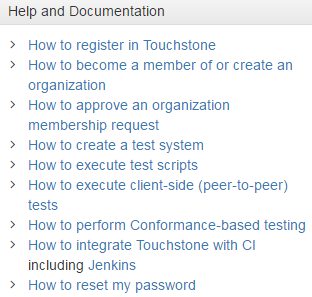 Help and Documentation
How to register in Touchstone
How to become a member of or create an
organization
How to approve an organization
membership request
How to create a test system
How to execute test scripts
How to execute client-side (peer-to-peer)
tests
How to perform Conformance-based testing
How to integrate Touchstone with CI
including Jenkins
How to reset my password